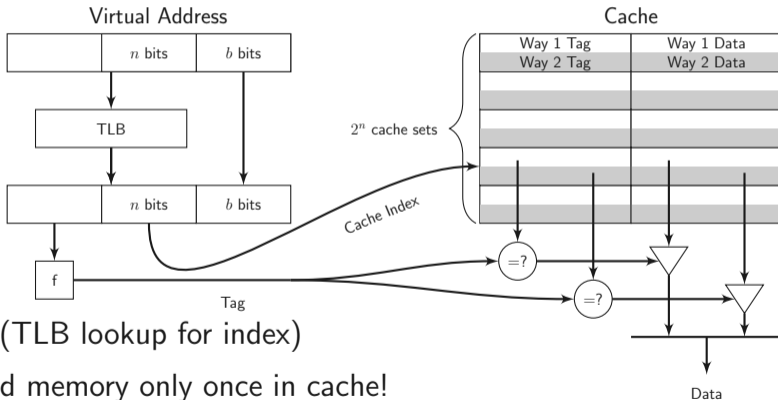 Virtual Address
Cache
n bits
b bits
Way 1 Tag
Way 1 Data
Way 2 Tag
Way 2 Data
TLB
2^n cache sets
n bits
b bits
Cache Index
f
=?
Tag
=?
(TLB lookup for index)
d memory only once in cache!
Data